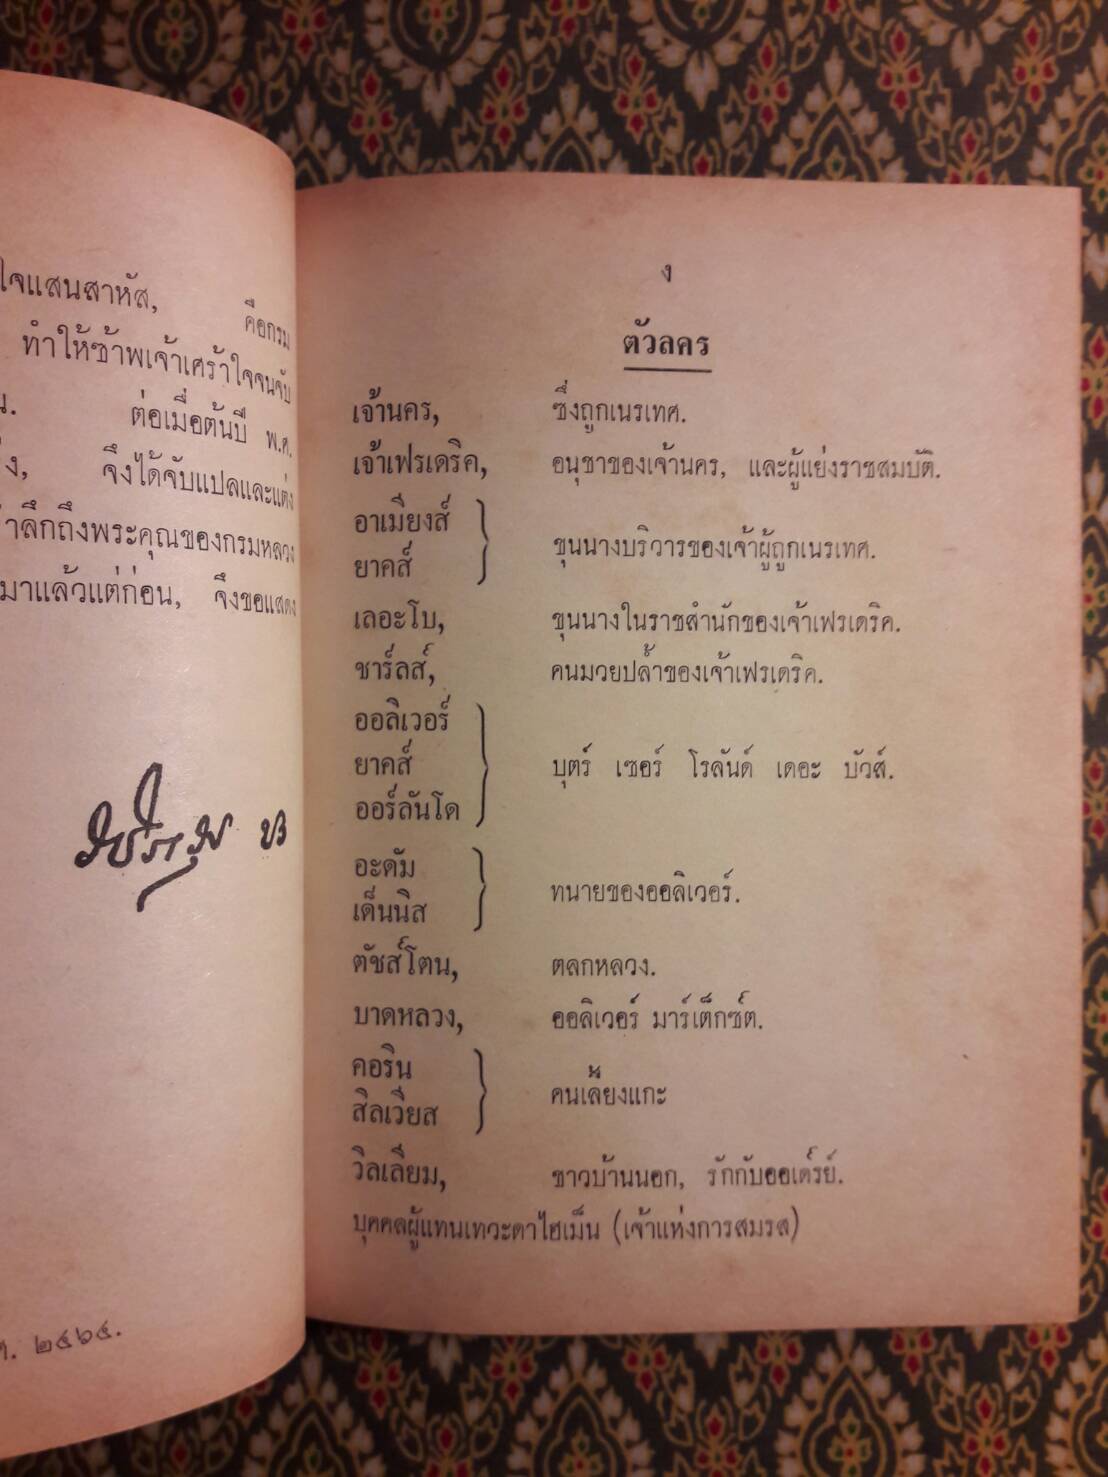 ใจแสนสาหัส, คือกรม
ทำให้ข้าพเจ้าเศร้าใจจนจับ
น. ต่อเมื่อต้นปี พ.ศ.
ง, จึงได้จับแปลและแต่ง
ลึกถึงพระคุณของกรมหลวง
มาแล้วแต่ก่อน, จึงขอแสดง
๒๔๖๔.
ง
ตัวลคร
เจ้านคร, ซึ่งถูกเนรเทศ.
เจ้าเฟรเดริค, อนุชาของเจ้านคร, และผู้แย่งราชสมบัติ.
อาเมียงส์
ยาคส์
ขุนนางบริวารของเจ้าผู้ถูกเนรเทศ.
เลอะโบ, ขุนนางในราชสำนักของเจ้าเฟรเดริค.
ชาร์ลส์, คนมวยปล้ำของเจ้าเฟรเดริค.
ออลิเวอร์
ยาคส์
ออร์ลันโด
บุตร์ เซอร์ โรลันด์ เดอะ บัวส์.
อะดัม
เด็นนิส
ทนายของออลิเวอร์.
ตัชส์โตน, ตลกหลวง.
บาดหลวง, ออลิเวอร์ มาร์เต็กซ์ต.
คอริน
สิลเวียส
คนเลี้ยงแกะ
วิลเลียม, ชาวบ้านนอก, รักกับออเด์รย์.
บุคคลผู้แทนเทวะดาไฮเม็น (เจ้าแห่งการสมรส)